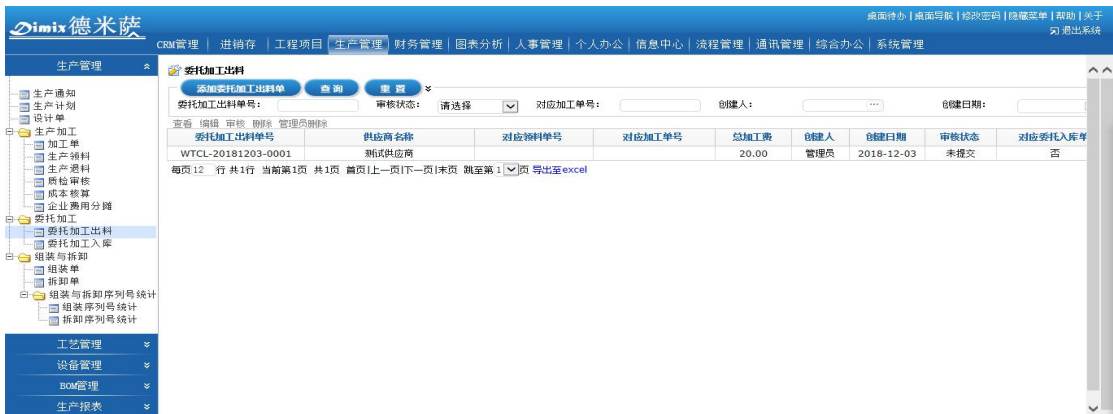 Dimix德米萨
桌面待办 | 桌面导航 | 修改密码 | 隐藏菜单 | 帮助 | 关于
退出系统
CRM管理 | 进销存 | 工程项目 | 生产管理 | 财务管理 | 图表分析 | 人事管理 | 个人办公 | 信息中心 | 流程管理 | 通讯管理 | 综合办公 | 系统管理
生产管理
生产通知
生产计划
设计单
生产加工
加工单
生产领料
生产退料
质检审核
成本核算
企业费用分摊
委托加工
委托加工出料
委托加工入库
组装与拆卸
组装单
拆卸单
组装与拆卸序列号统计
组装序列号统计
拆卸序列号统计
工艺管理
设备管理
BOM管理
生产报表
委托加工出料
添加委托加工出料单 查询 重置
委托加工出料单号： 审核状态： 请选择 对应加工单号： 创建人： ... 创建日期：
查看 编辑 审核 删除 管理员删除
委托加工出料单号 供应商名称 对应领料单号 对应加工单号 总加工费 创建人 创建日期 审核状态 对应委托入库单
WTCL-20181203-0001 测试供应商 20.00 管理员 2018-12-03 未提交 否
每页12 行 共1行 当前第1页 共1页 首页|上一页|下一页|末页 跳至第 1 页 导出至excel